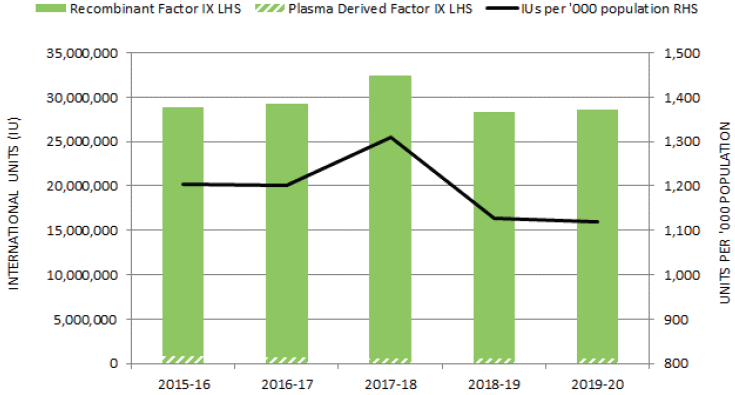 Recombinant Factor IX LHS Plasma Derived Factor IX LHS IUs per '000 population RHS
35,000,000 1,500
30,000,000 1,400
25,000,000 1,300
20,000,000 1,200
15,000,000 1,100
10,000,000 1,000
5,000,000 900
0 800
INTERNATIONAL UNITS (IU)
UNITS PER '000 POPULATION
2015-16 2016-17 2017-18 2018-19 2019-20